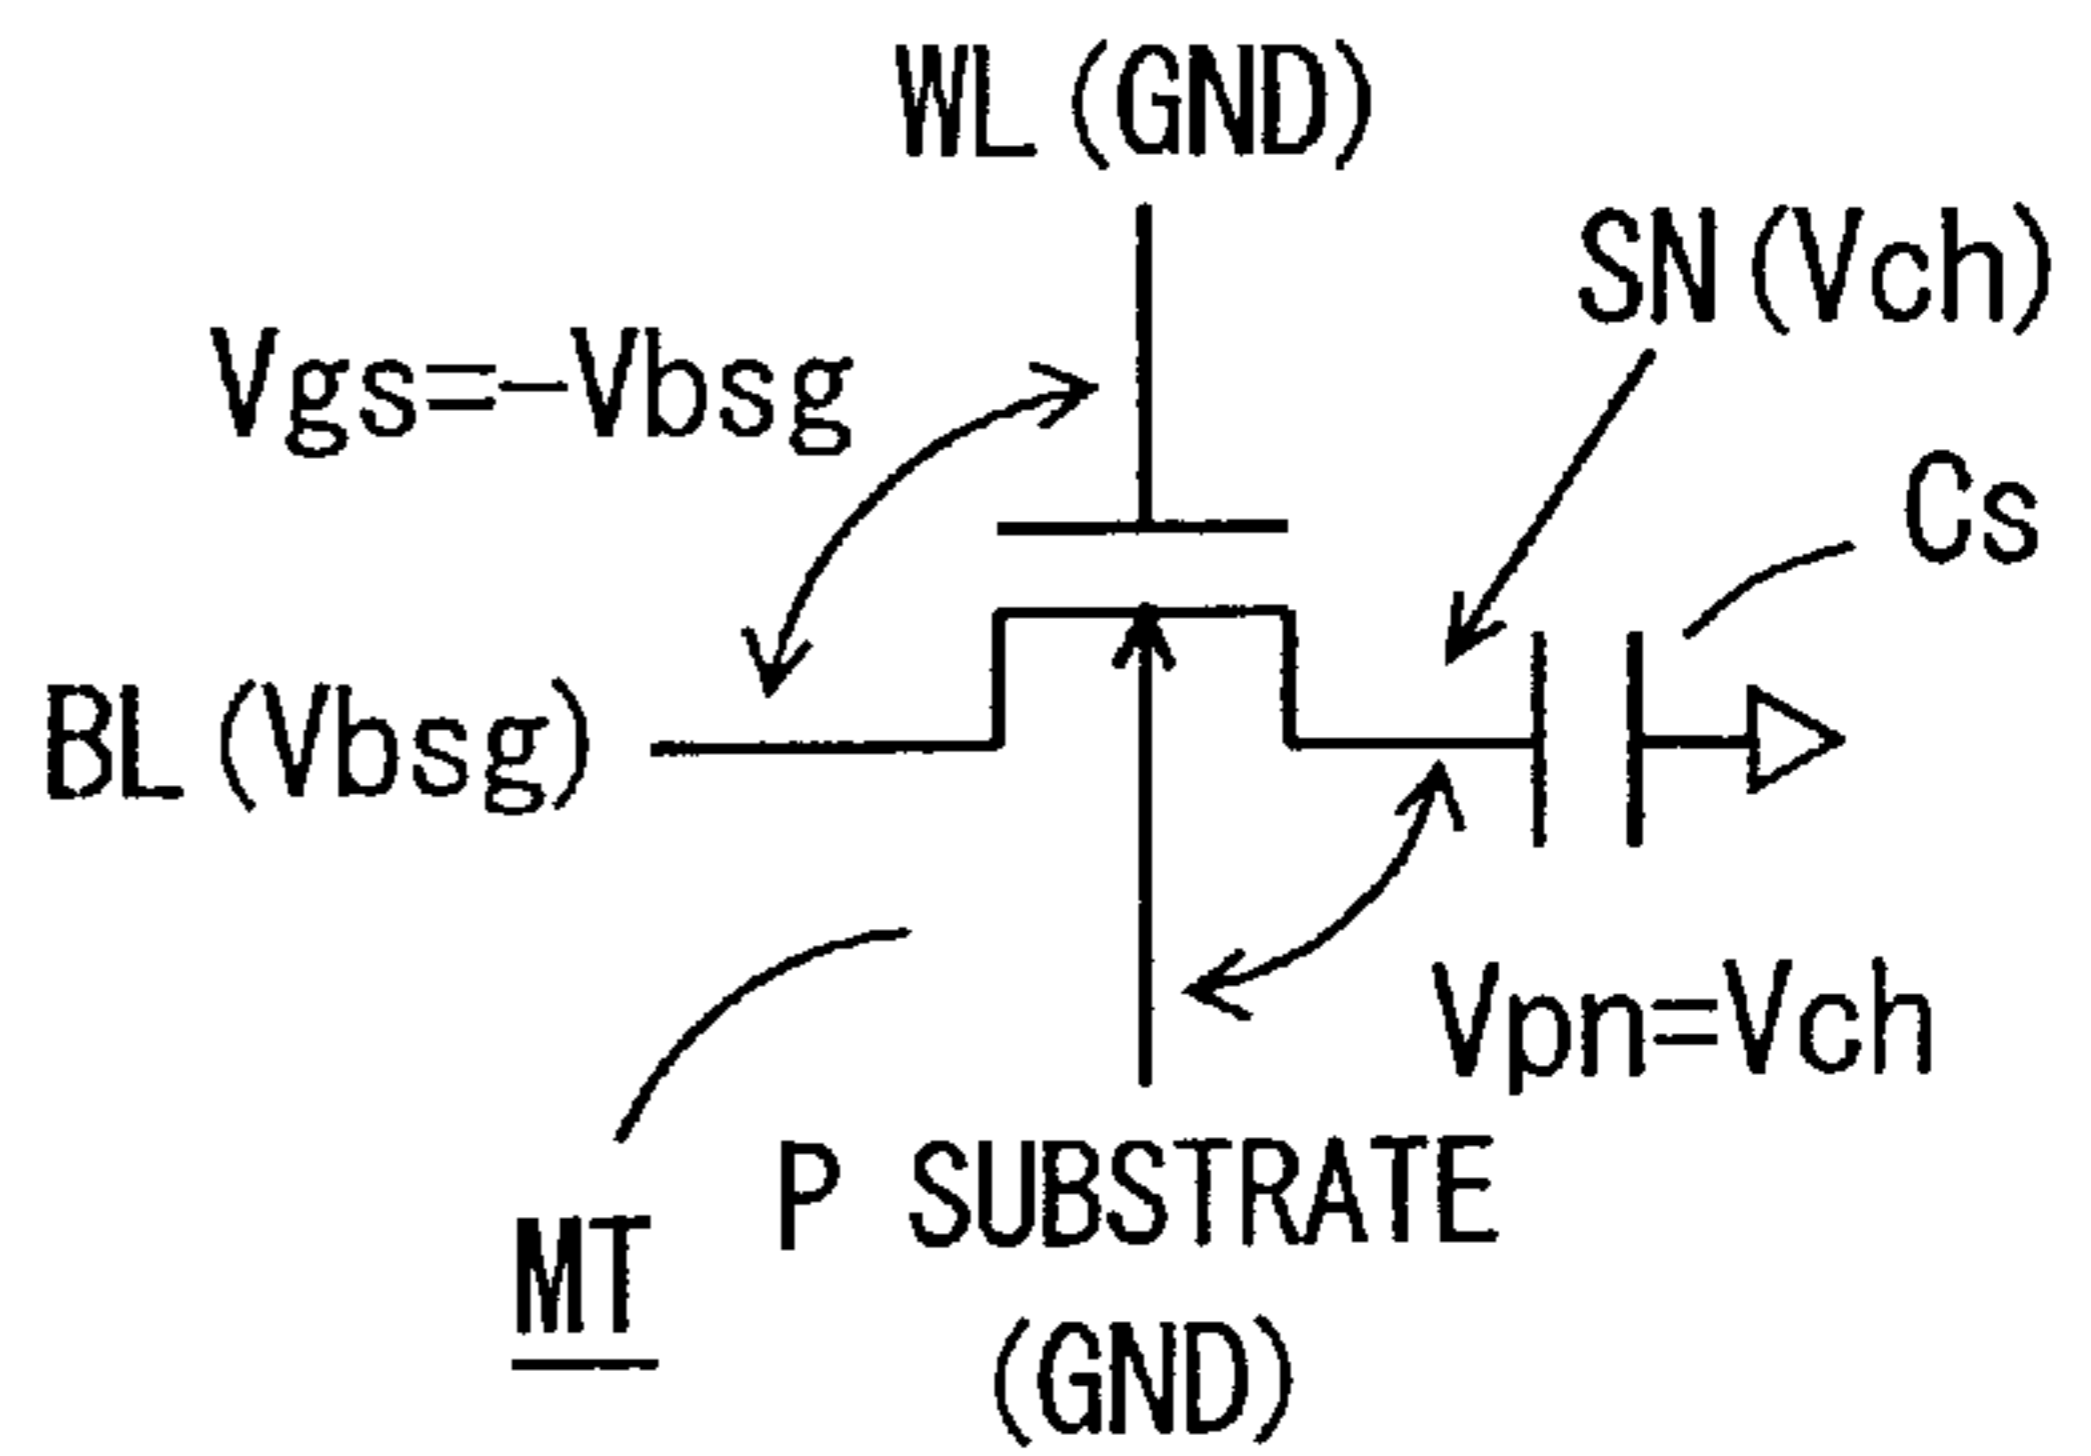 WL(GND)
SN(Vch)
Vgs=-Vbsg
Cs
BL(Vbsg)
Vpn=Vch
P SUBSTRATE
(GND)
MT